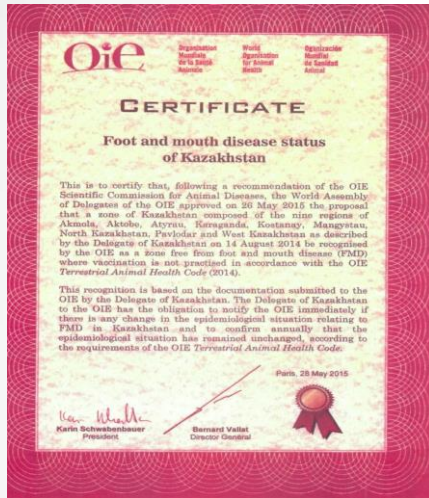 Oie
Organisation Mondiale de la Santé Animale
World Organisation for Animal Health
Organización Mundial de Sanidad Animal
CERTIFICATE
Foot and mouth disease status
of Kazakhstan
This is to certify that, following a recommendation of the OIE
Scientific Commission for Animal Diseases, the World Assembly
of Delegates of the OIE approved on 26 May 2015 the proposal
that a zone of Kazakhstan composed of the nine regions of
Akmola, Aktobe, Atyrau, Karaganda, Kostanay, Mangystau,
North Kazakhstan, Pavlodar and West Kazakhstan as described
by the Delegate of Kazakhstan on 14 August 2014 be recognised
by the OIE as a zone free from foot and mouth disease (FMD)
where vaccination is not practised in accordance with the OIE
Terrestrial Animal Health Code (2014).
This recognition is based on the documentation submitted to the
OIE by the Delegate of Kazakhstan. The Delegate of Kazakhstan
to the OIE has the obligation to notify the OIE immediately if
there is any change in the epidemiological situation relating to
FMD in Kazakhstan and to confirm annually that the
epidemiological situation has remained unchanged, according to
the requirements of the OIE Terrestrial Animal Health Code.
Paris, 28 May 2015
Karin Schwabenbauer
President
Bernard Vallat
Director General